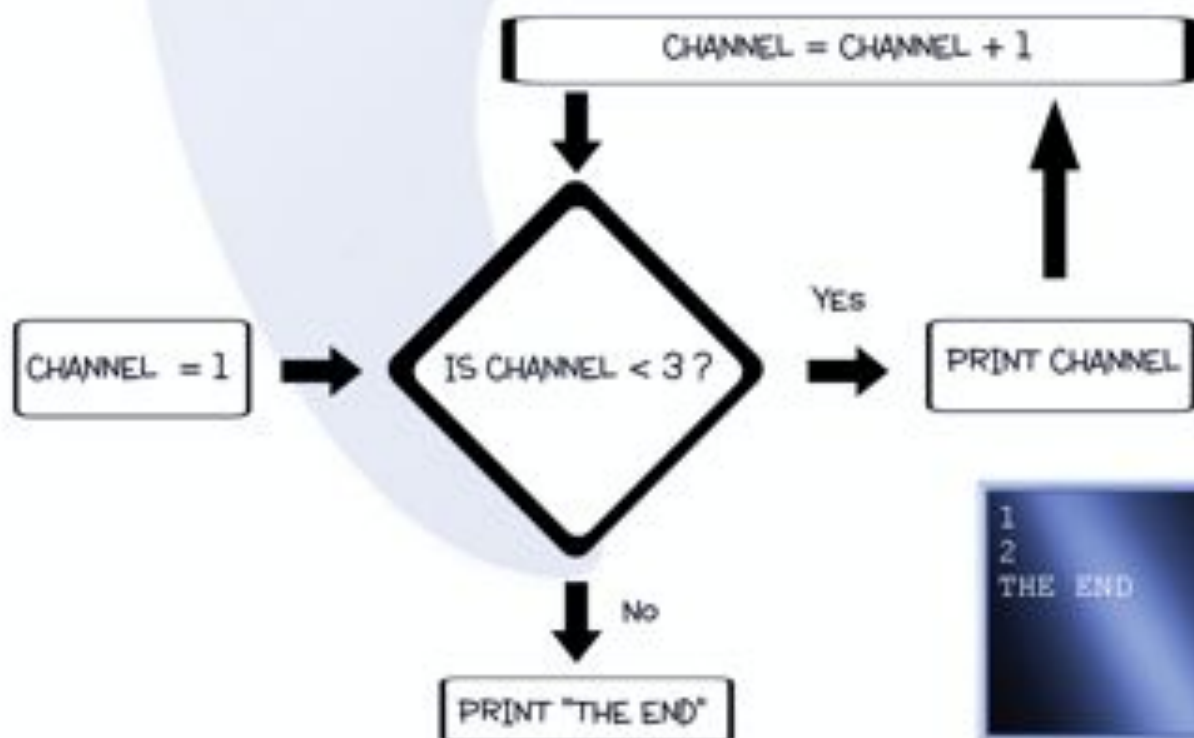 CHANNEL = CHANNEL + 1
CHANNEL = 1
IS CHANNEL < 3 ?
YES
PRINT CHANNEL
NO
PRINT "THE END"
1
2
THE END